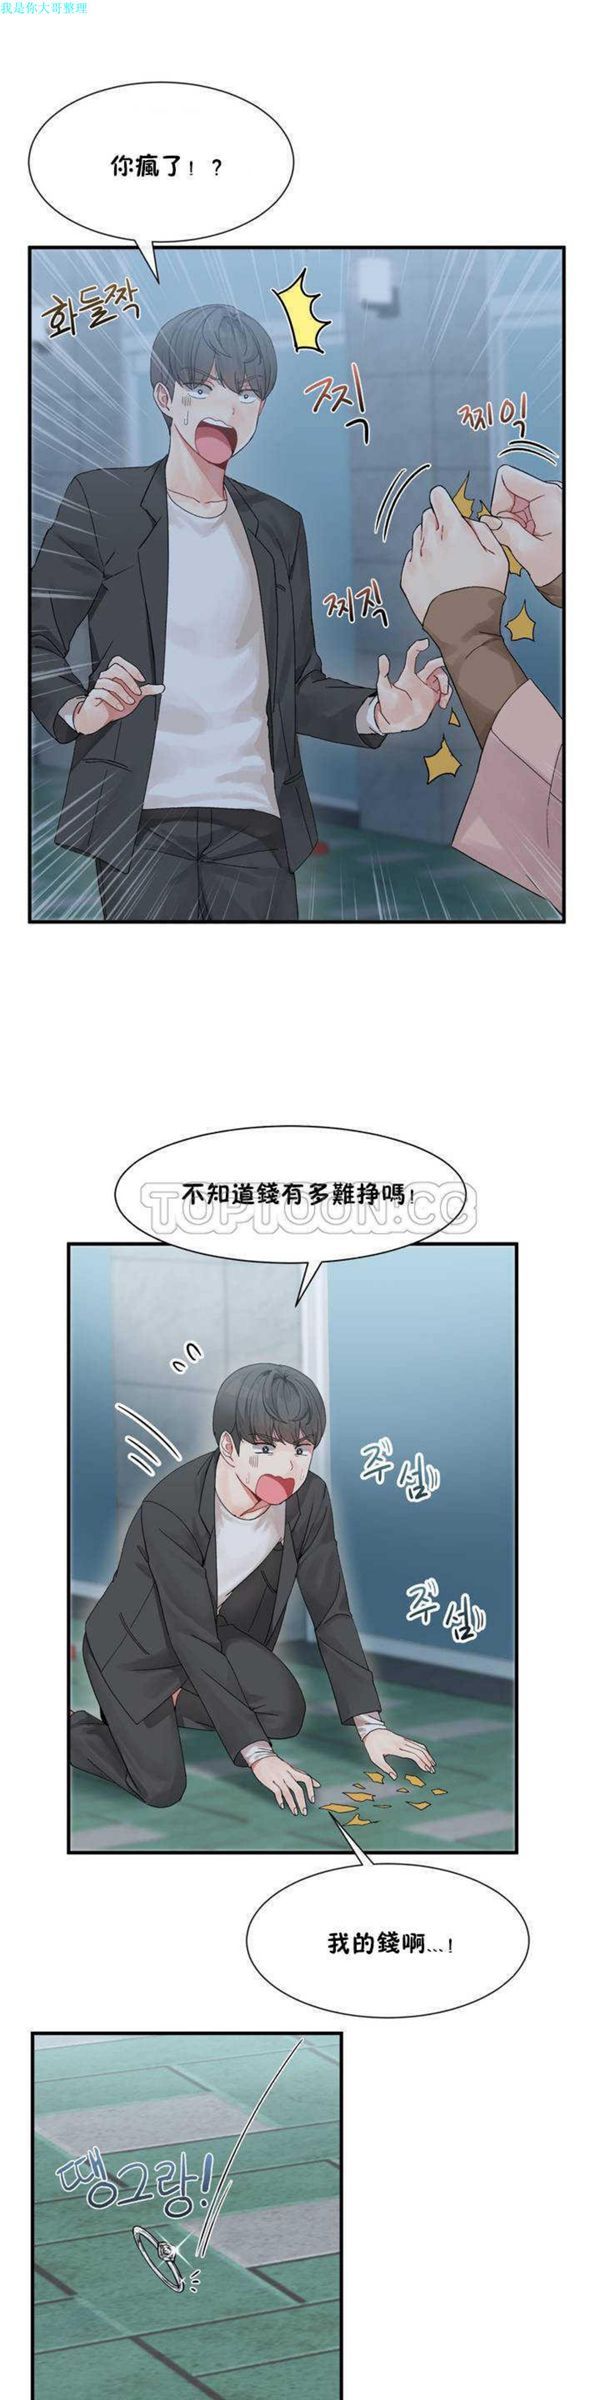 我是你大哥整理
你瘋了！？
화들짝
찍
찌익
찌직
不知道錢有多難挣嗎！
TOPTOON.CC
주섬
주섬
我的錢啊...！
땡그랑!